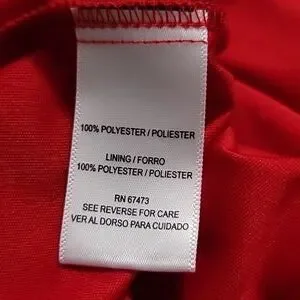 100% POLYESTER / POLIESTER
LINING / FORRO
100% POLYESTER / POLIESTER
RN 67473
SEE REVERSE FOR CARE
VER AL DORSO PARA CUIDADO